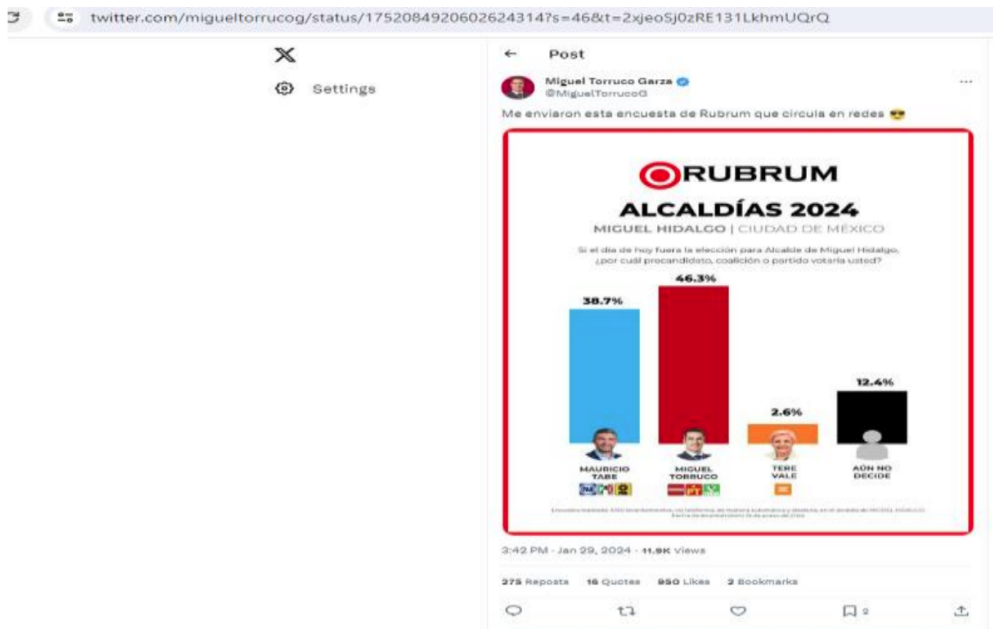 twitter.com/migueltorrucog/status/1752084920602624314?s=46&t=2xjeoSj0zRE131LkhmUQrQ
Settings
Post
Miguel Torruco Garza
@MiguelTorrucoG
Me enviaron esta encuesta de Rubrum que circula en redes 😎
RUBRUM
ALCALDÍAS 2024
MIGUEL HIDALGO | CIUDAD DE MÉXICO
Si el día de hoy fuera la elección para Alcalde de Miguel Hidalgo,
¿por cuál precandidato, coalición o partido votaría usted?
38.7%
46.3%
2.6%
12.4%
MAURICIO TABE
MIGUEL TORRUCO
TERE VALE
AÚN NO DECIDE
PAN
PT
3:42 PM · Jan 29, 2024 · 11.9K Views
275 Reposts 16 Quotes 950 Likes 2 Bookmarks
2